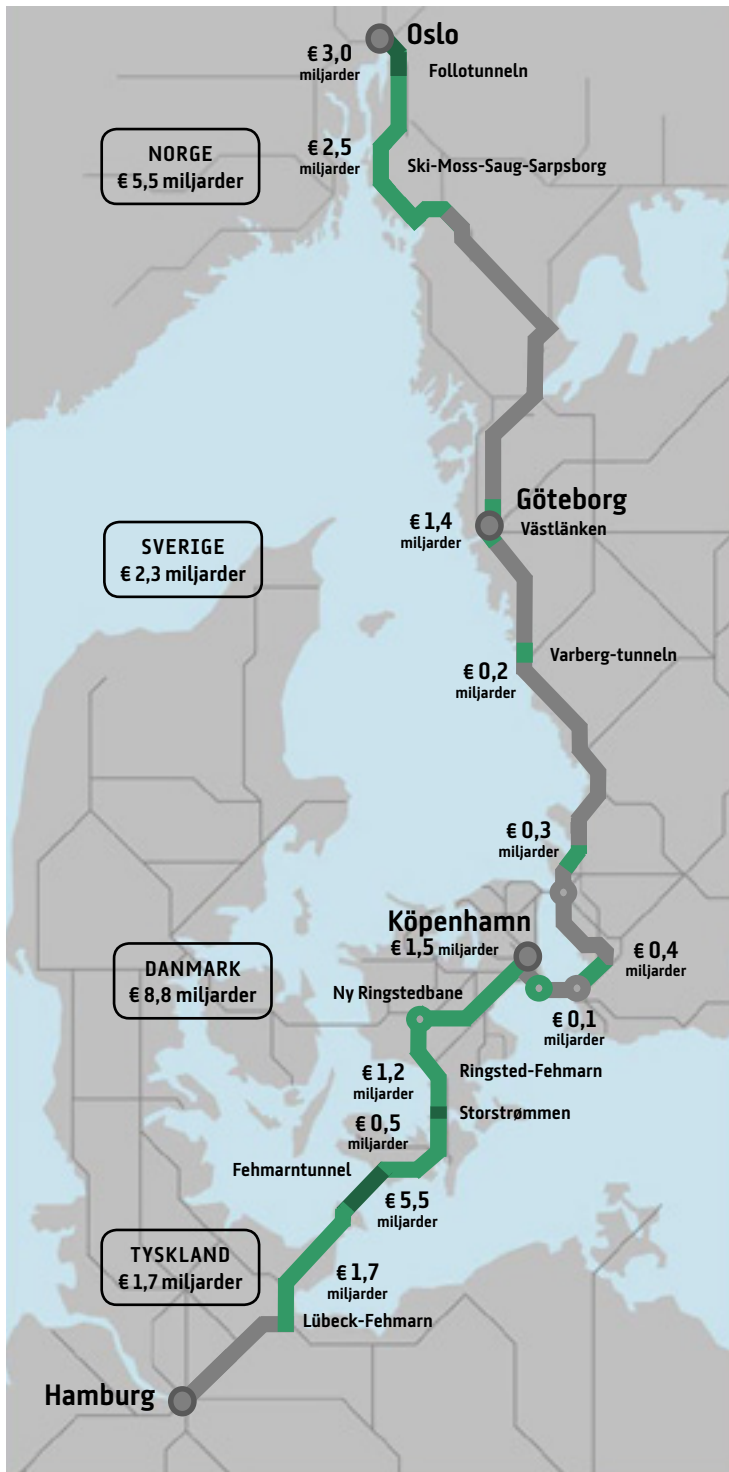 Oslo
€ 3,0
miljarder
Follotunneln
NORGE
€ 5,5 miljarder
€ 2,5
miljarder
Ski-Moss-Saug-Sarpsborg
Göteborg
€ 1,4
miljarder
Västlänken
SVERIGE
€ 2,3 miljarder
Varberg-tunneln
€ 0,2
miljarder
€ 0,3
miljarder
Köpenhamn
€ 1,5 miljarder
€ 0,4
miljarder
DANMARK
€ 8,8 miljarder
Ny Ringstedbane
€ 0,1
miljarder
€ 1,2
miljarder
Ringsted-Fehmarn
€ 0,5
miljarder
Storstrømmen
Fehmarntunnel
€ 5,5
miljarder
TYSKLAND
€ 1,7 miljarder
€ 1,7
miljarder
Lübeck-Fehmarn
Hamburg